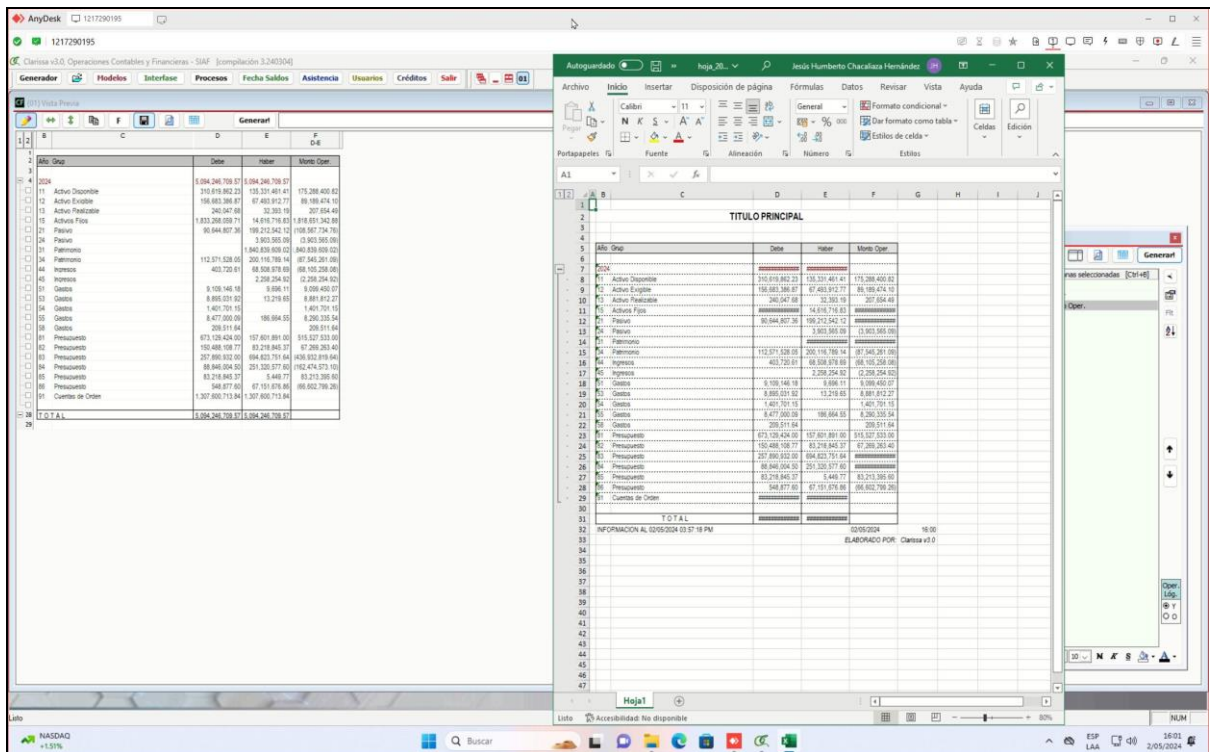 AnyDesk 1217290195
1217290195
Clarissa v3.0, Operaciones Contables y Financieras - SIAF [compilación 3.240304]
Generador Modelos Interfase Procesos Fecha Saldos Asistencia Usuarios Créditos Salir 01
[01] Vista Previa
F Generar!
1 2 B C D E F
D-E
Año Grup Debe Haber Monto Oper.
2024 5,094,246,709.57 5,094,246,709.57
11 Activo Disponible 310,619,862.23 135,331,461.41 175,288,400.82
12 Activo Exigible 156,683,386.87 67,493,912.77 89,189,474.10
13 Activo Realizable 240,047.68 32,393.19 207,654.49
15 Activos Fijos 1,833,268,059.71 14,616,716.83 1,818,651,342.88
21 Pasivo 90,644,807.36 199,212,542.12 (108,567,734.76)
24 Pasivo 3,903,565.09 (3,903,565.09)
31 Patrimonio 1,840,839,609.02 ,840,839,609.02)
34 Patrimonio 112,571,528.05 200,116,789.14 (87,545,261.09)
44 Ingresos 403,720.61 68,508,978.69 (68,105,258.08)
45 Ingresos 2,258,254.92 (2,258,254.92)
51 Gastos 9,109,146.18 9,696.11 9,099,450.07
53 Gastos 8,895,031.92 13,219.65 8,881,812.27
54 Gastos 1,401,701.15 1,401,701.15
55 Gastos 8,477,000.09 186,664.55 8,290,335.54
58 Gastos 209,511.64 209,511.64
81 Presupuesto 673,129,424.00 157,601,891.00 515,527,533.00
82 Presupuesto 150,488,108.77 83,218,845.37 67,269,263.40
83 Presupuesto 257,890,932.00 694,823,751.64 (436,932,819.64)
84 Presupuesto 88,846,004.50 251,320,577.60 (162,474,573.10)
85 Presupuesto 83,218,845.37 5,449.77 83,213,395.60
86 Presupuesto 548,877.60 67,151,676.86 (66,602,799.26)
91 Cuentas de Orden 1,307,600,713.84 1,307,600,713.84
T O T A L 5,094,246,709.57 5,094,246,709.57
Autoguardado hoja_20... Jesús Humberto Chacaliaza Hernández JH
Archivo Inicio Insertar Disposición de página Fórmulas Datos Revisar Vista Ayuda
Pegar Calibri 11 General Formato condicional
N K S % 000 Dar formato como tabla Celdas Edición
Estilos de celda
Portapapeles Fuente Alineación Número Estilos
A1 fx
1 2 A B C D E F G H I J
TITULO PRINCIPAL
Año Grup Debe Haber Monto Oper.
2024 ############ ############
11 Activo Disponible 310,619,862.23 135,331,461.41 175,288,400.82
12 Activo Exigible 156,683,386.87 67,493,912.77 89,189,474.10
13 Activo Realizable 240,047.68 32,393.19 207,654.49
15 Activos Fijos ############ 14,616,716.83 ############
21 Pasivo 90,644,807.36 199,212,542.12 ############
24 Pasivo 3,903,565.09 (3,903,565.09)
31 Patrimonio ############ ############
34 Patrimonio 112,571,528.05 200,116,789.14 (87,545,261.09)
44 Ingresos 403,720.61 68,508,978.69 (68,105,258.08)
45 Ingresos 2,258,254.92 (2,258,254.92)
51 Gastos 9,109,146.18 9,696.11 9,099,450.07
53 Gastos 8,895,031.92 13,219.65 8,881,812.27
54 Gastos 1,401,701.15 1,401,701.15
55 Gastos 8,477,000.09 186,664.55 8,290,335.54
58 Gastos 209,511.64 209,511.64
81 Presupuesto 673,129,424.00 157,601,891.00 515,527,533.00
82 Presupuesto 150,488,108.77 83,218,845.37 67,269,263.40
83 Presupuesto 257,890,932.00 694,823,751.64 ############
84 Presupuesto 88,846,004.50 251,320,577.60 ############
85 Presupuesto 83,218,845.37 5,449.77 83,213,395.60
86 Presupuesto 548,877.60 67,151,676.86 (66,602,799.26)
91 Cuentas de Orden ############ ############
T O T A L ############ ############
INFORMACION AL 02/05/2024 03:57:18 PM 02/05/2024 16:00
ELABORADO POR: Clarissa v3.0
Hoja1
Listo Accesibilidad: No disponible 80%
Generar!
nas seleccionadas [Ctrl+B]
Oper.
Flt
Oper.
Lóg.
Y
O
10 N K S A
Listo NUM
NASDAQ
+1.51%
Buscar
ESP
LAA
16:01
2/05/2024